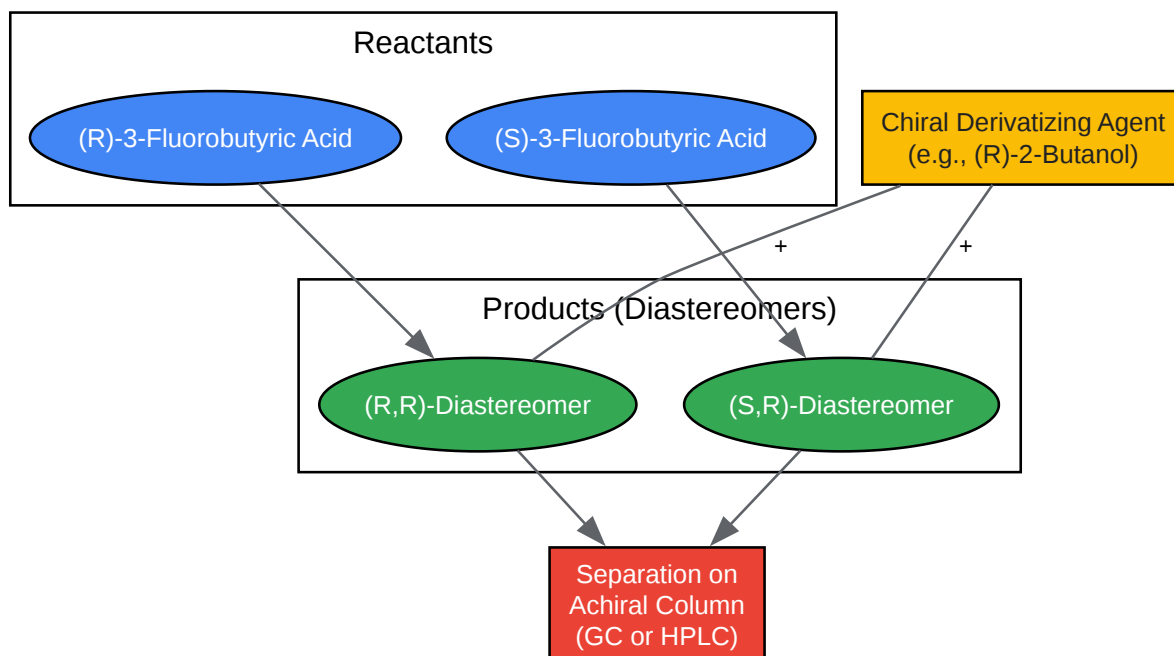 Reactants
(R)-3-Fluorobutyric Acid
(S)-3-Fluorobutyric Acid
Chiral Derivatizing Agent
(e.g., (R)-2-Butanol)
+
+
Products (Diastereomers)
(R,R)-Diastereomer
(S,R)-Diastereomer
Separation on
Achiral Column
(GC or HPLC)